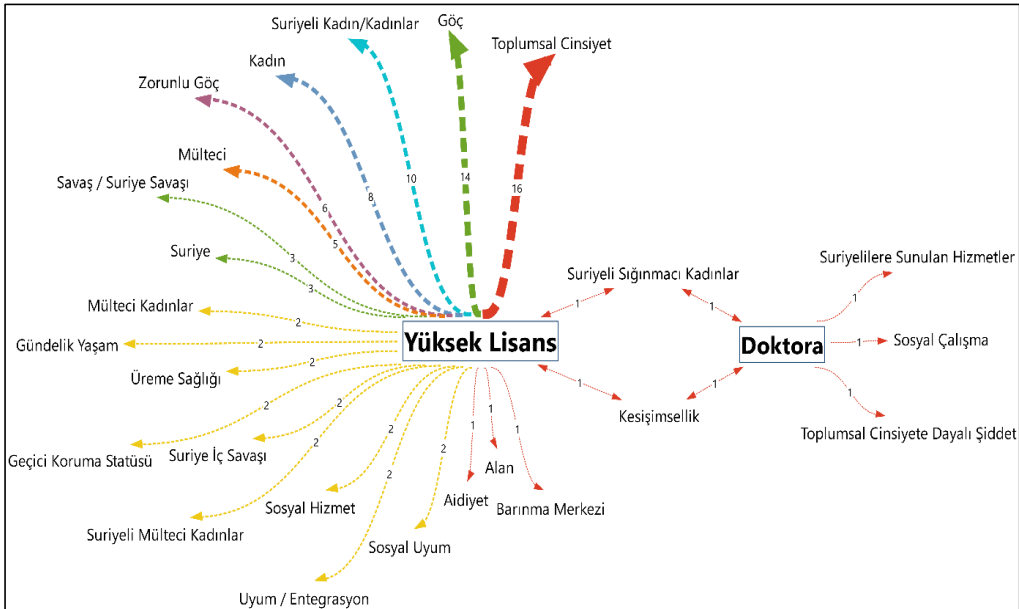 Göç
Suriyeli Kadın/Kadınlar
Toplumsal Cinsiyet
Kadın
Zorunlu Göç
Mülteci
Savaş / Suriye Savaşı
Suriye
Mülteci Kadınlar
Gündelik Yaşam
Üreme Sağlığı
Geçici Koruma Statüsü
Suriye İç Savaşı
Suriyeli Mülteci Kadınlar
Sosyal Hizmet
Uyum / Entegrasyon
Sosyal Uyum
Aidiyet
Alan
Barınma Merkezi
16
14
10
8
6
5
3
3
2
2
2
2
2
2
2
2
2
1
1
1
Yüksek Lisans
Suriyeli Sığınmacı Kadınlar
1
1
Kesişimsellik
1
1
Doktora
Suriyelilere Sunulan Hizmetler
1
Sosyal Çalışma
1
Toplumsal Cinsiyete Dayalı Şiddet
1